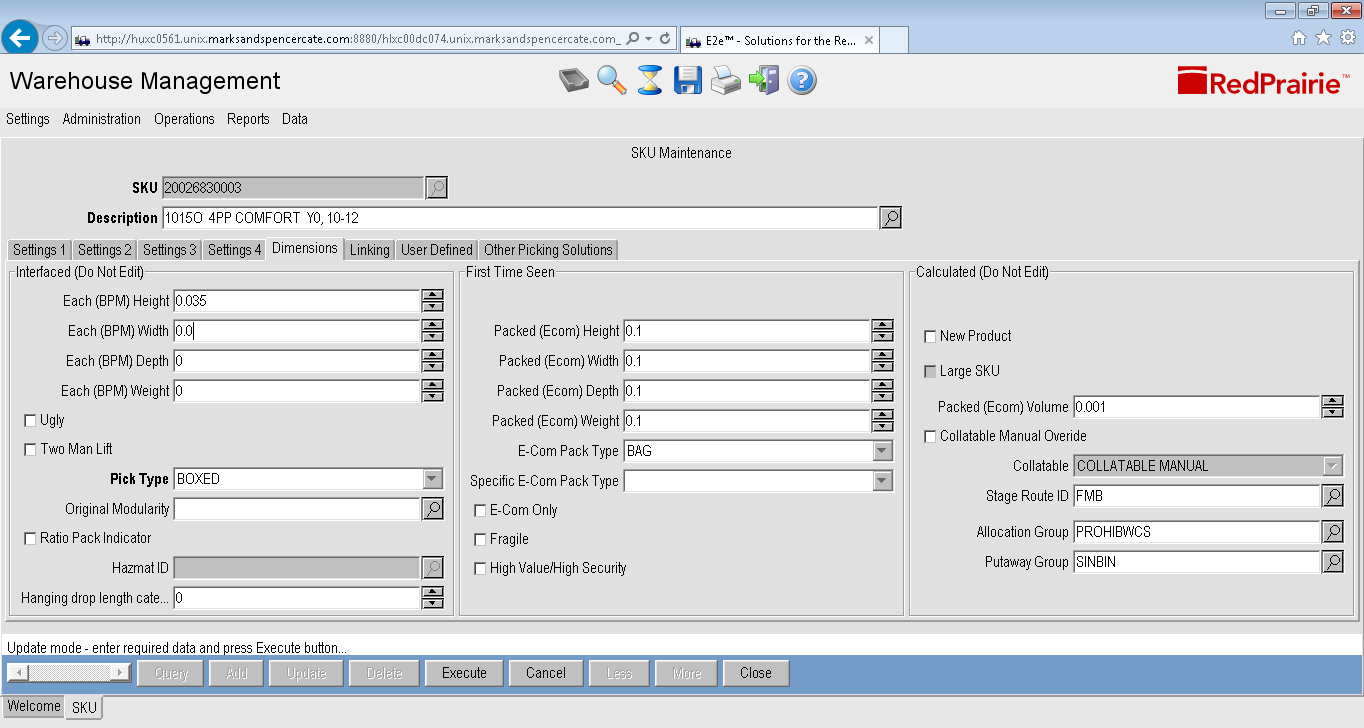 http://huxc0561.unix.marksandspencercate.com:8880/hlxc00dc074.unix.marksandspencercate.com_
E2e™ - Solutions for the Re...
Warehouse Management
RedPrairie™
Settings Administration Operations Reports Data
SKU Maintenance
SKU 20026830003
Description 1015O 4PP COMFORT Y0, 10-12
Settings 1 Settings 2 Settings 3 Settings 4 Dimensions Linking User Defined Other Picking Solutions
Interfaced (Do Not Edit)
Each (BPM) Height 0.035
Each (BPM) Width 0.0
Each (BPM) Depth 0
Each (BPM) Weight 0
Ugly
Two Man Lift
Pick Type BOXED
Original Modularity
Ratio Pack Indicator
Hazmat ID
Hanging drop length cate... 0
First Time Seen
Packed (Ecom) Height 0.1
Packed (Ecom) Width 0.1
Packed (Ecom) Depth 0.1
Packed (Ecom) Weight 0.1
E-Com Pack Type BAG
Specific E-Com Pack Type
E-Com Only
Fragile
High Value/High Security
Calculated (Do Not Edit)
New Product
Large SKU
Packed (Ecom) Volume 0.001
Collatable Manual Overide
Collatable COLLATABLE MANUAL
Stage Route ID FMB
Allocation Group PROHIBWCS
Putaway Group SINBIN
Update mode - enter required data and press Execute button...
Query Add Update Delete Execute Cancel Less More Close
Welcome SKU